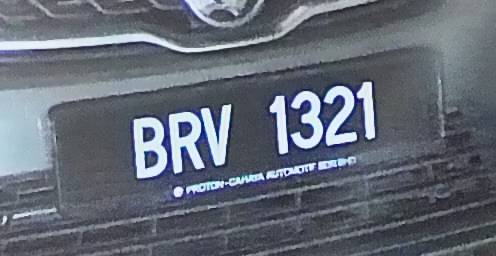 BRV 1321
PROTON-CAHAYA AUTOMOTIF SDN BHD